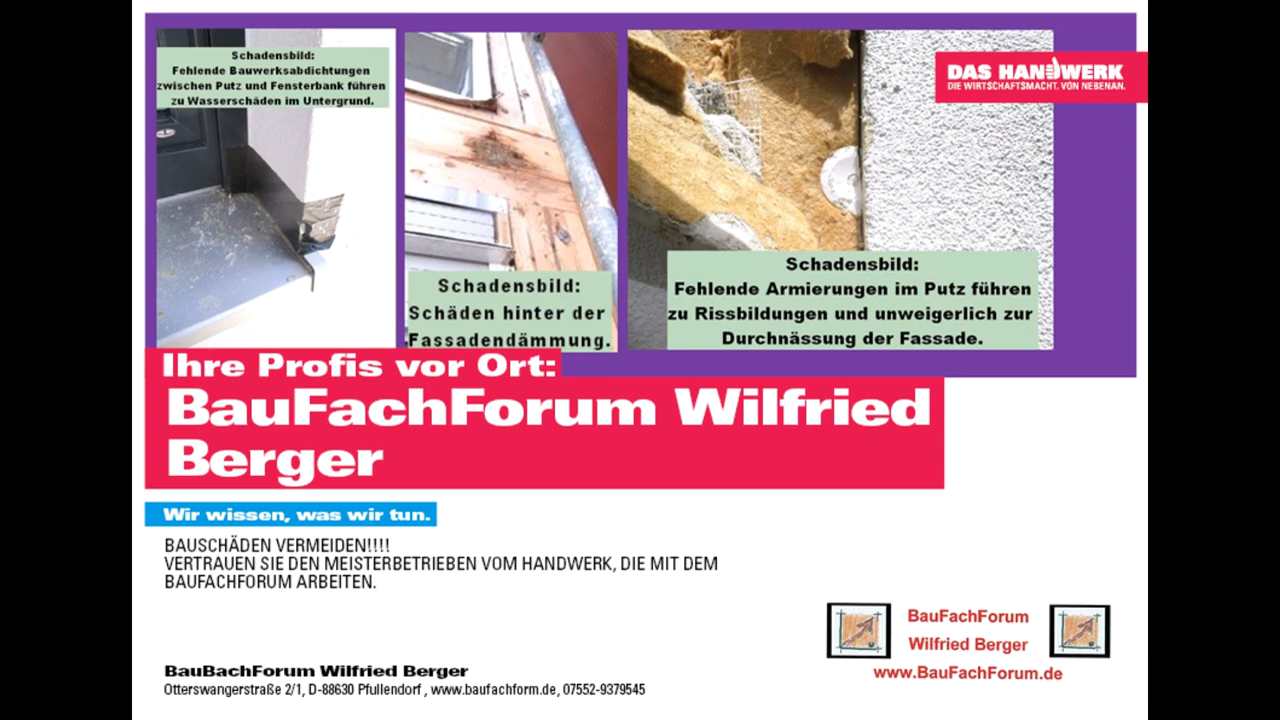 Schadensbild:
Fehlende Bauwerksabdichtungen
zwischen Putz und Fensterbank führen
zu Wasserschäden im Untergrund.
Schadensbild:
Schäden hinter der
Fassadendämmung.
Schadensbild:
Fehlende Armierungen im Putz führen
zu Rissbildungen und unweigerlich zur
Durchnässung der Fassade.
DAS HANDWERK
DIE WIRTSCHAFTSMACHT. VON NEBENAN.
Ihre Profis vor Ort:
BauFachForum Wilfried
Berger
Wir wissen, was wir tun.
BAUSCHÄDEN VERMEIDEN!!!!
VERTRAUEN SIE DEN MEISTERBETRIEBEN VOM HANDWERK, DIE MIT DEM
BAUFACHFORUM ARBEITEN.
BauFachForum
Wilfried Berger
www.BauFachForum.de
BauBachForum Wilfried Berger
Otterswangerstraße 2/1, D-88630 Pfullendorf , www.baufachform.de, 07552-9379545